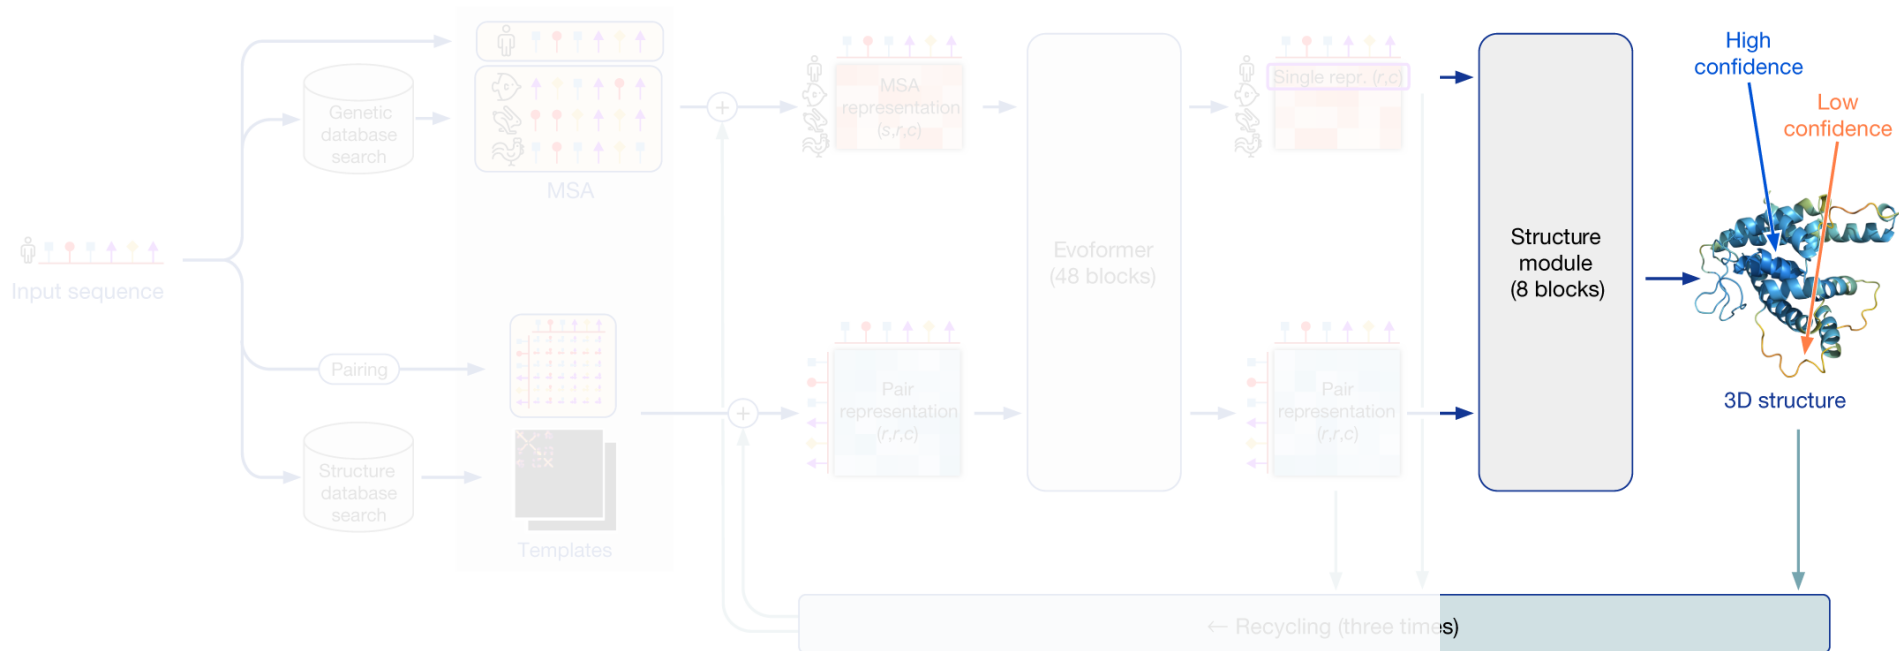 Input sequence
Genetic
database
search
Pairing
Structure
database
search
MSA
Templates
MSA
representation
(s,r,c)
Pair
representation
(r,r,c)
Evoformer
(48 blocks)
Single repr. (r,c)
Pair
representation
(r,r,c)
Structure
module
(8 blocks)
High
confidence
Low
confidence
3D structure
← Recycling (three times)